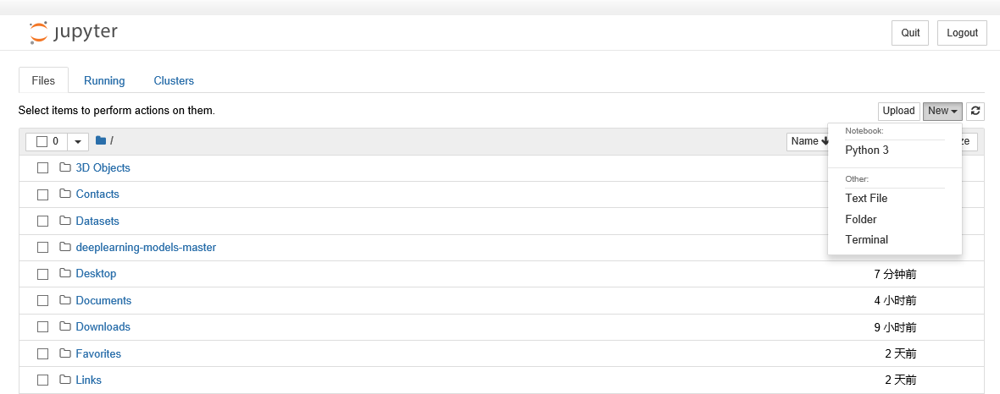 jupyter
Quit Logout
Files Running Clusters
Select items to perform actions on them.
Upload New
0 / Name
Notebook:
Python 3
Other:
Text File
Folder
Terminal
3D Objects
Contacts
Datasets
deeplearning-models-master
Desktop 7 分钟前
Documents 4 小时前
Downloads 9 小时前
Favorites 2 天前
Links 2 天前